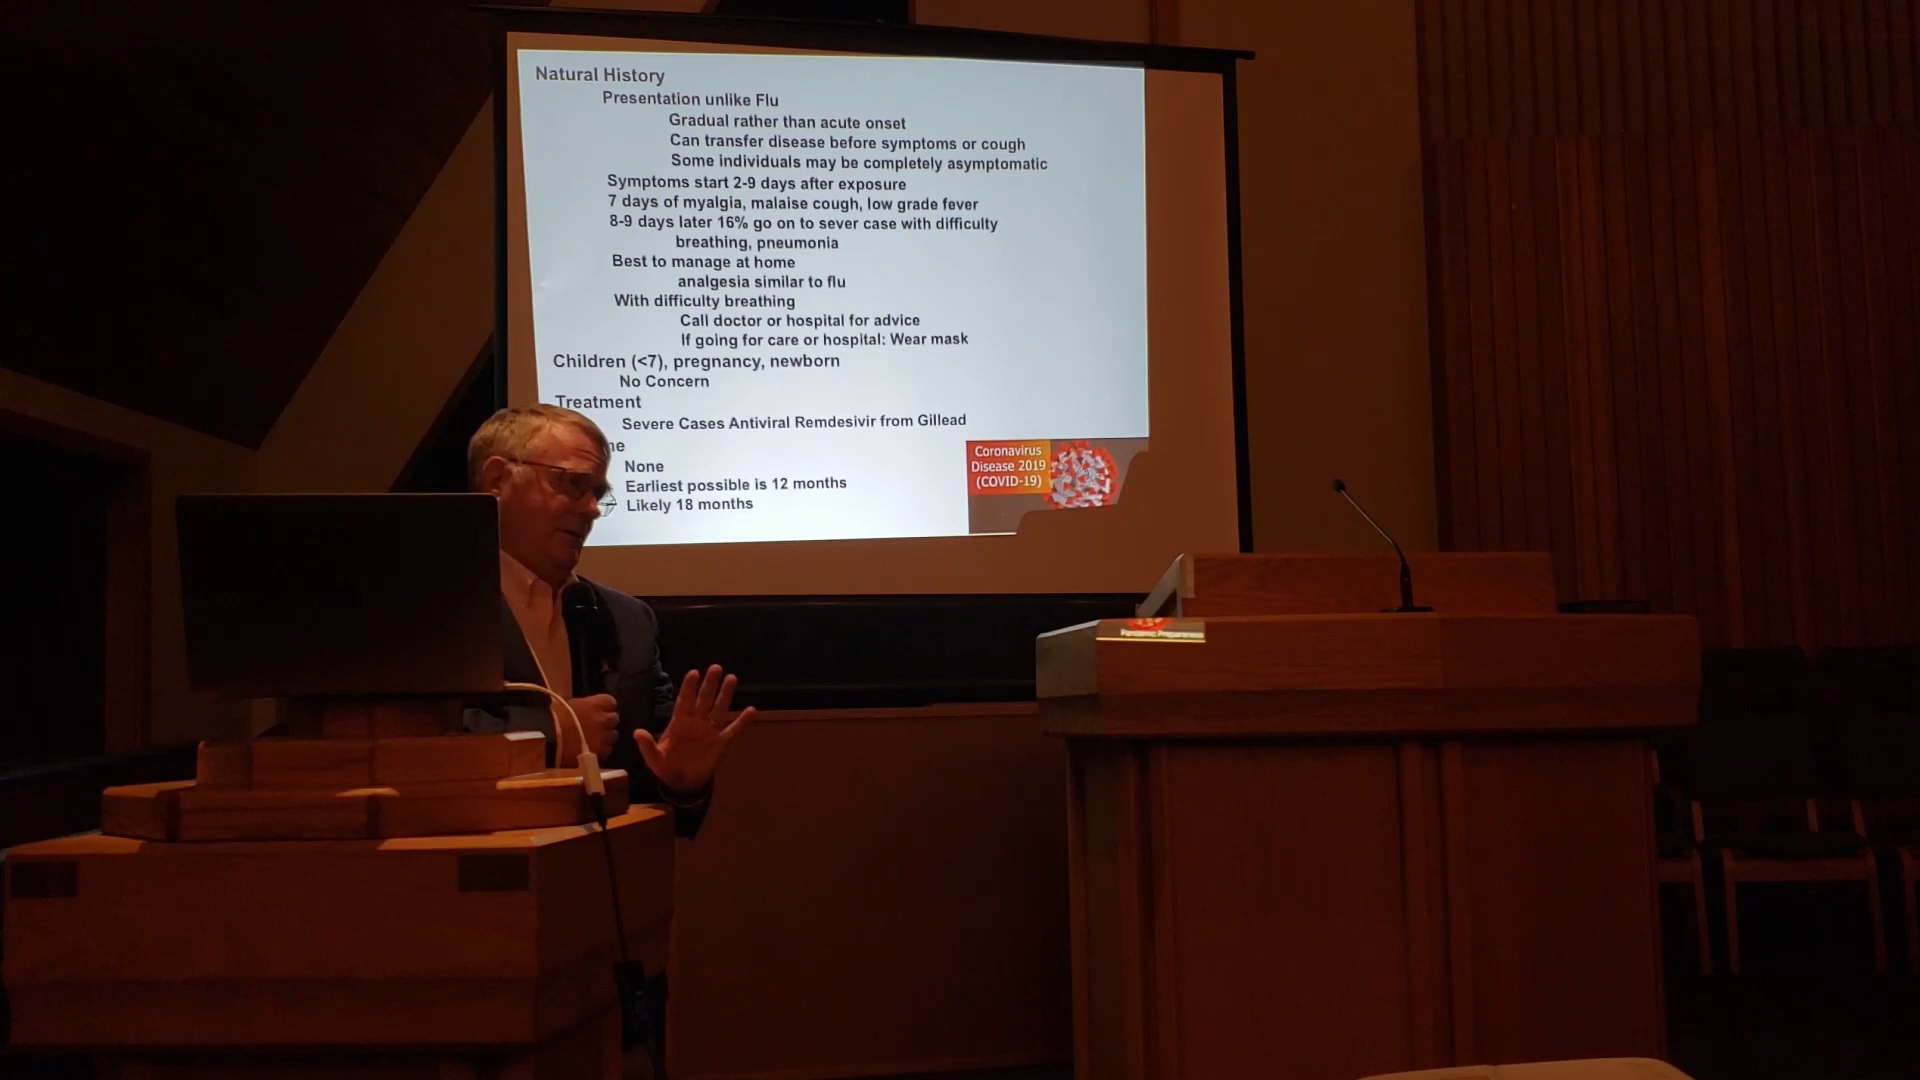 Natural History
Presentation unlike Flu
Gradual rather than acute onset
Can transfer disease before symptoms or cough
Some individuals may be completely asymptomatic
Symptoms start 2-9 days after exposure
7 days of myalgia, malaise cough, low grade fever
8-9 days later 16% go on to sever case with difficulty
breathing, pneumonia
Best to manage at home
analgesia similar to flu
With difficulty breathing
Call doctor or hospital for advice
If going for care or hospital: Wear mask
Children (<7), pregnancy, newborn
No Concern
Treatment
Severe Cases Antiviral Remdesivir from Gillead
ne
None
Earliest possible is 12 months
Likely 18 months
Coronavirus
Disease 2019
(COVID-19)
Pandemic Preparedness